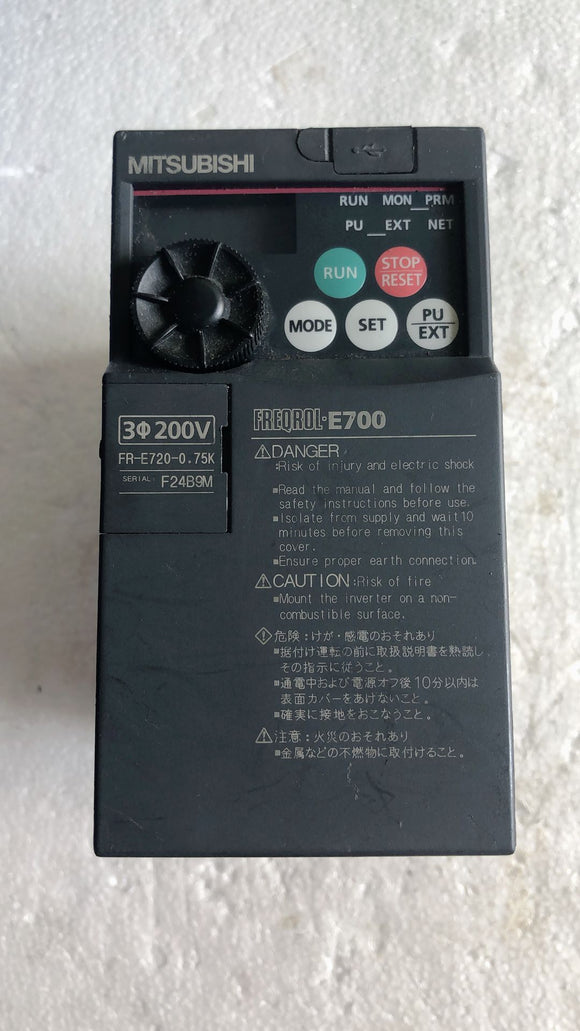 MITSUBISHI
RUN MON PRM
PU EXT NET
RUN
STOP
RESET
MODE
SET
PU
EXT
3Φ 200V
FR-E720-0.75K
SERIAL: F24B9M
FREQROL-E700
⚠DANGER
:Risk of injury and electric shock
■Read the manual and follow the
safety instructions before use.
■Isolate from supply and wait 10
minutes before removing this
cover.
■Ensure proper earth connection.
⚠CAUTION :Risk of fire
■Mount the inverter on a non-
combustible surface.
危険：けが・感電のおそれあり
■据付け運転の前に取扱説明書を熟読し、
その指示に従うこと。
■通電中および電源オフ後10分以内は
表面カバーをあけないこと。
■確実に接地をおこなうこと。
⚠注意：火災のおそれあり
■金属などの不燃物に取付けること。